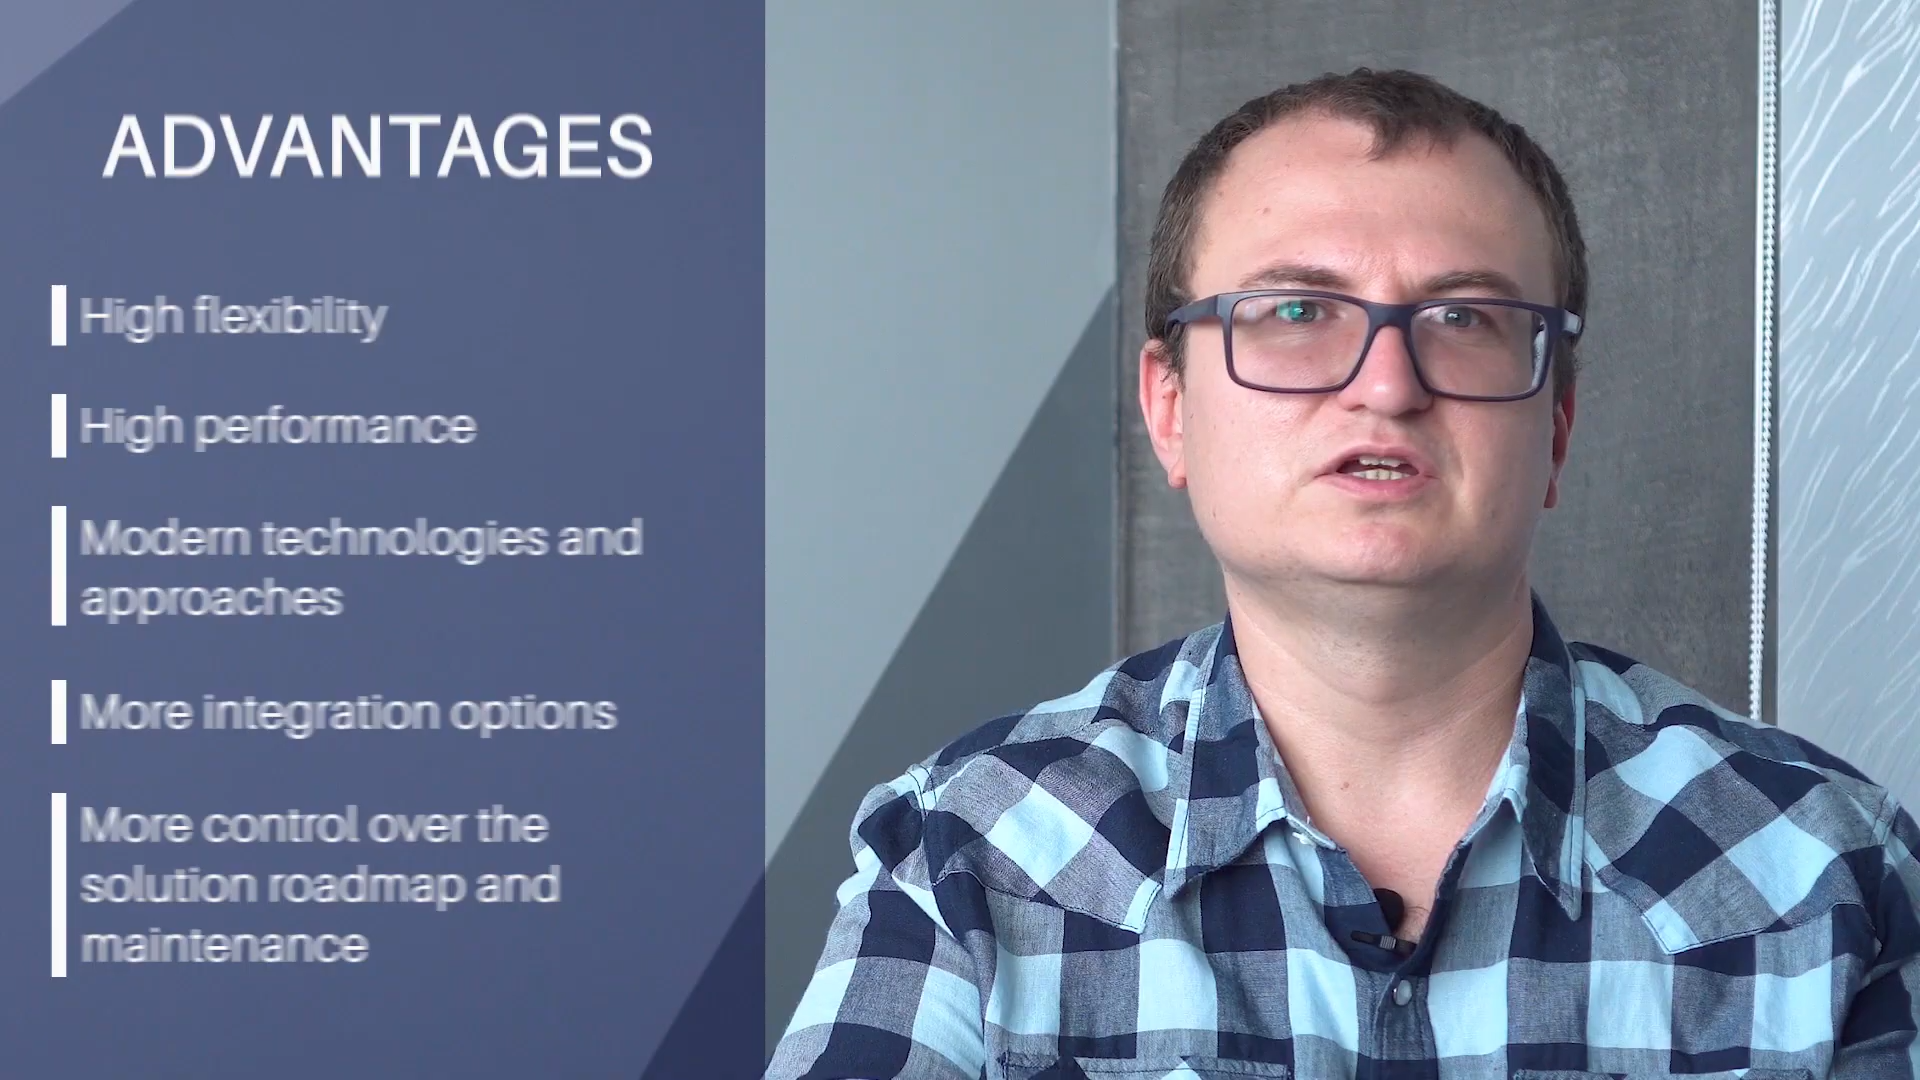 ADVANTAGES
High flexibility
High performance
Modern technologies and
approaches
More integration options
More control over the
solution roadmap and
maintenance